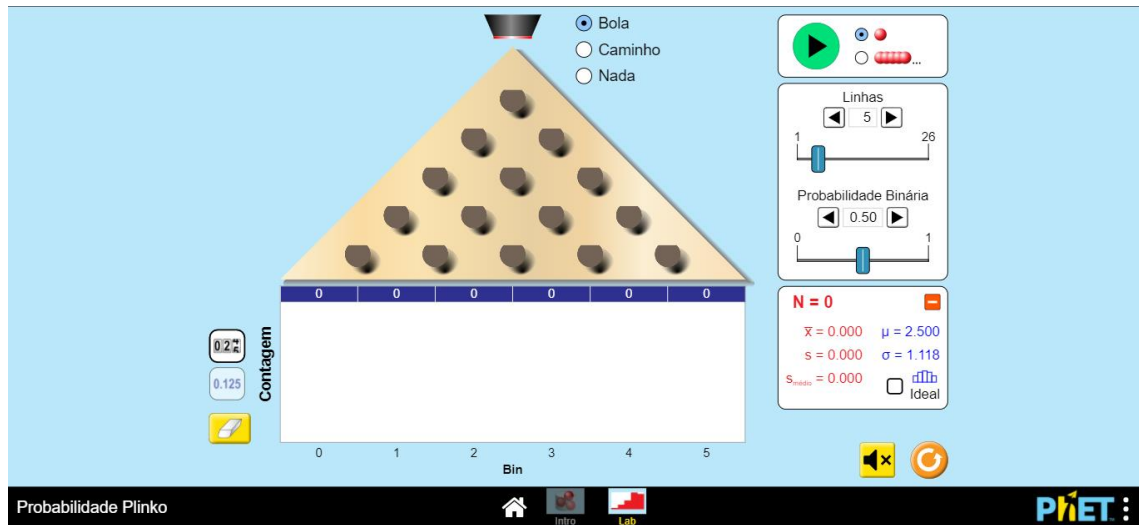 Bola
Caminho
Nada
...
Linhas
5
1 26
Probabilidade Binária
0.50
0 1
N = 0
x̅ = 0.000 μ = 2.500
s = 0.000 σ = 1.118
s médio = 0.000
Ideal
0 0 0 0 0 0
Contagem
0.125
0 1 2 3 4 5
Bin
Probabilidade Plinko
Intro
Lab
PhET